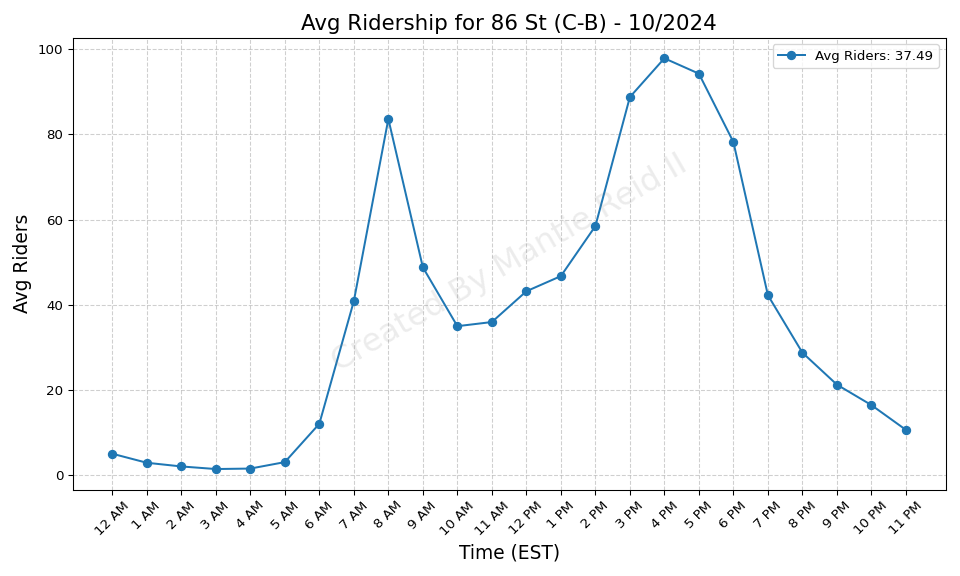 Avg Ridership for 86 St (C-B) - 10/2024
Avg Riders: 37.49
100
80
60
40
20
0
Avg Riders
Created By Mantle Reid II
12 AM
1 AM
2 AM
3 AM
4 AM
5 AM
6 AM
7 AM
8 AM
9 AM
10 AM
11 AM
12 PM
1 PM
2 PM
3 PM
4 PM
5 PM
6 PM
7 PM
8 PM
9 PM
10 PM
11 PM
Time (EST)